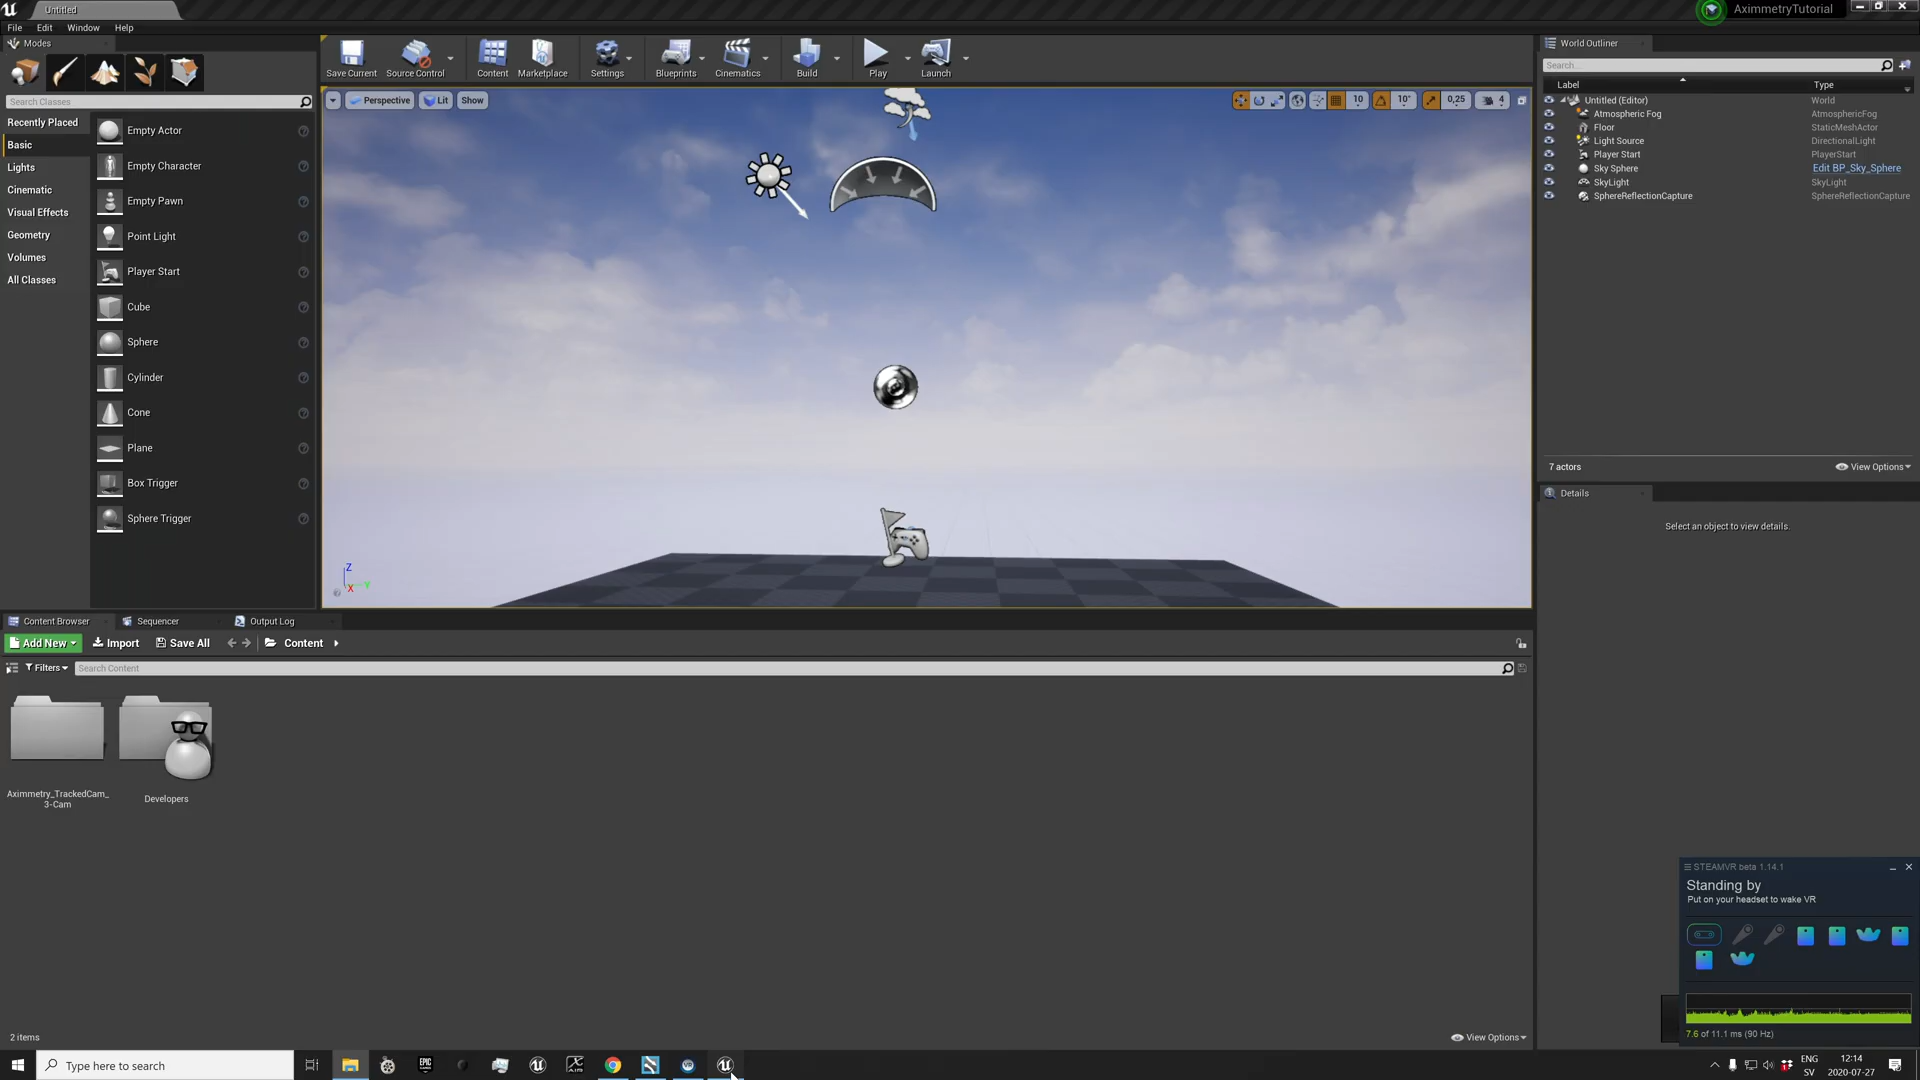 Untitled
AximmetryTutorial
File Edit Window Help
Modes
Save Current
Source Control
Content
Marketplace
Settings
Blueprints
Cinematics
Build
Play
Launch
World Outliner
Search Classes
Search...
Label Type
Perspective Lit Show
10 10° 0,25 4
Recently Placed
Basic
Lights
Cinematic
Visual Effects
Geometry
Volumes
All Classes
Empty Actor
Empty Character
Empty Pawn
Point Light
Player Start
Cube
Sphere
Cylinder
Cone
Plane
Box Trigger
Sphere Trigger
Untitled (Editor) World
Atmospheric Fog AtmosphericFog
Floor StaticMeshActor
Light Source DirectionalLight
Player Start PlayerStart
Sky Sphere Edit BP_Sky_Sphere
SkyLight SkyLight
SphereReflectionCapture SphereReflectionCapture
7 actors View Options
Details
Select an object to view details.
Z
X Y
Content Browser Sequencer Output Log
Add New Import Save All Content
Filters Search Content
Aximmetry_TrackedCam_
3-Cam
Developers
2 items View Options
STEAMVR beta 1.14.1
Standing by
Put on your headset to wake VR
7.6 of 11.1 ms (90 Hz)
Type here to search
EPIC
ENG
SV
12:14
2020-07-27